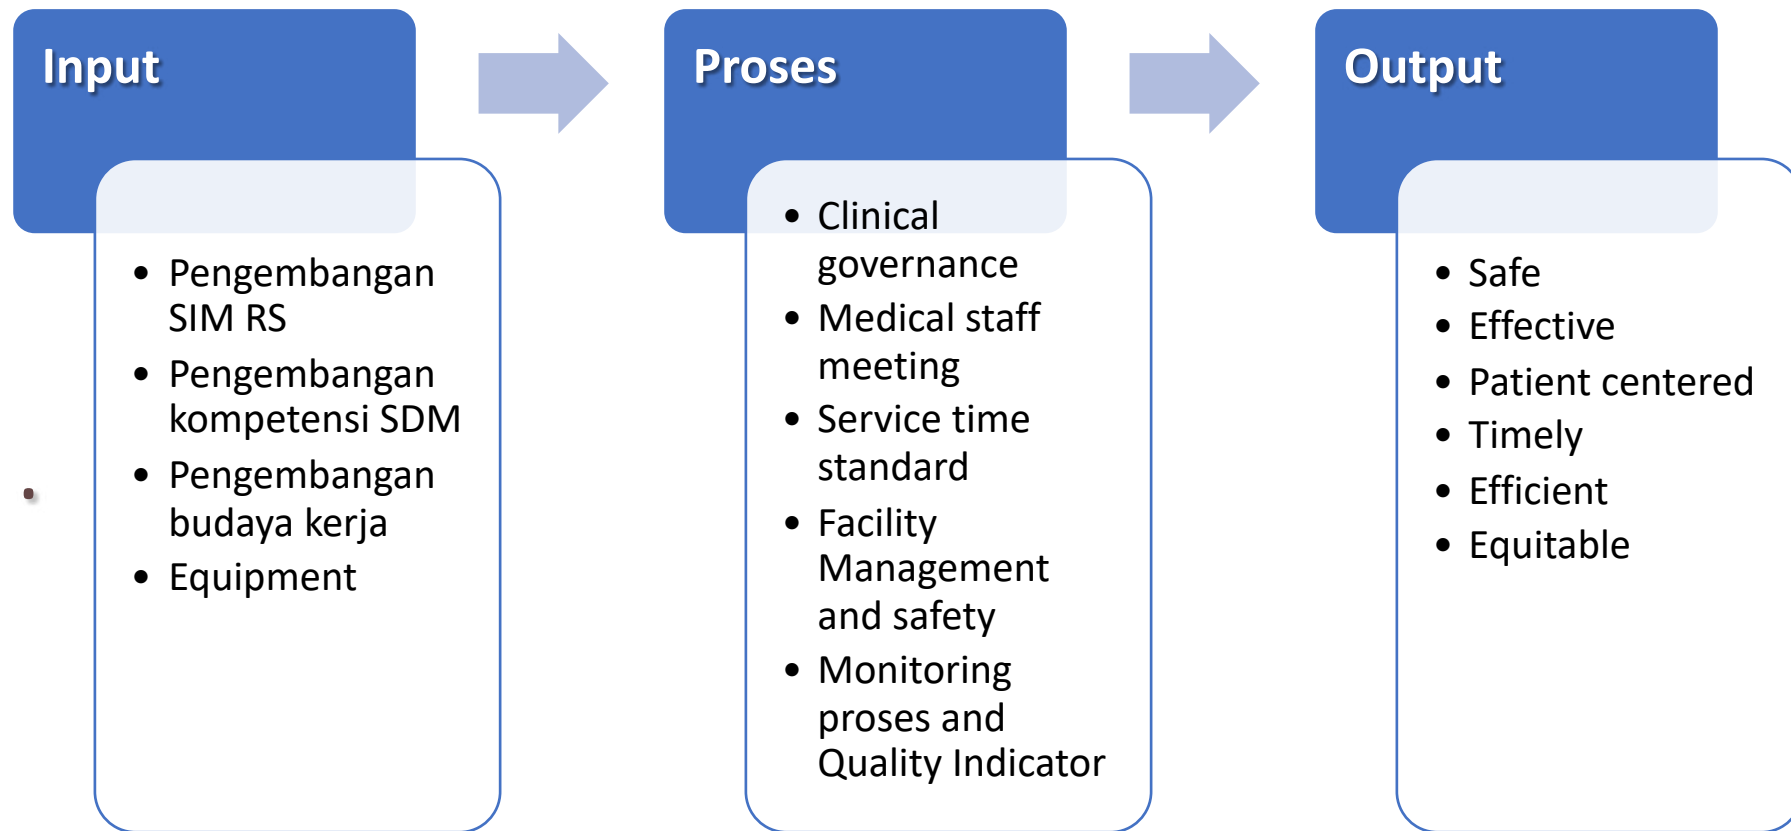 Input
• Pengembangan
SIM RS
• Pengembangan
kompetensi SDM
• Pengembangan
budaya kerja
• Equipment
Proses
• Clinical
governance
• Medical staff
meeting
• Service time
standard
• Facility
Management
and safety
• Monitoring
proses and
Quality Indicator
Output
• Safe
• Effective
• Patient centered
• Timely
• Efficient
• Equitable